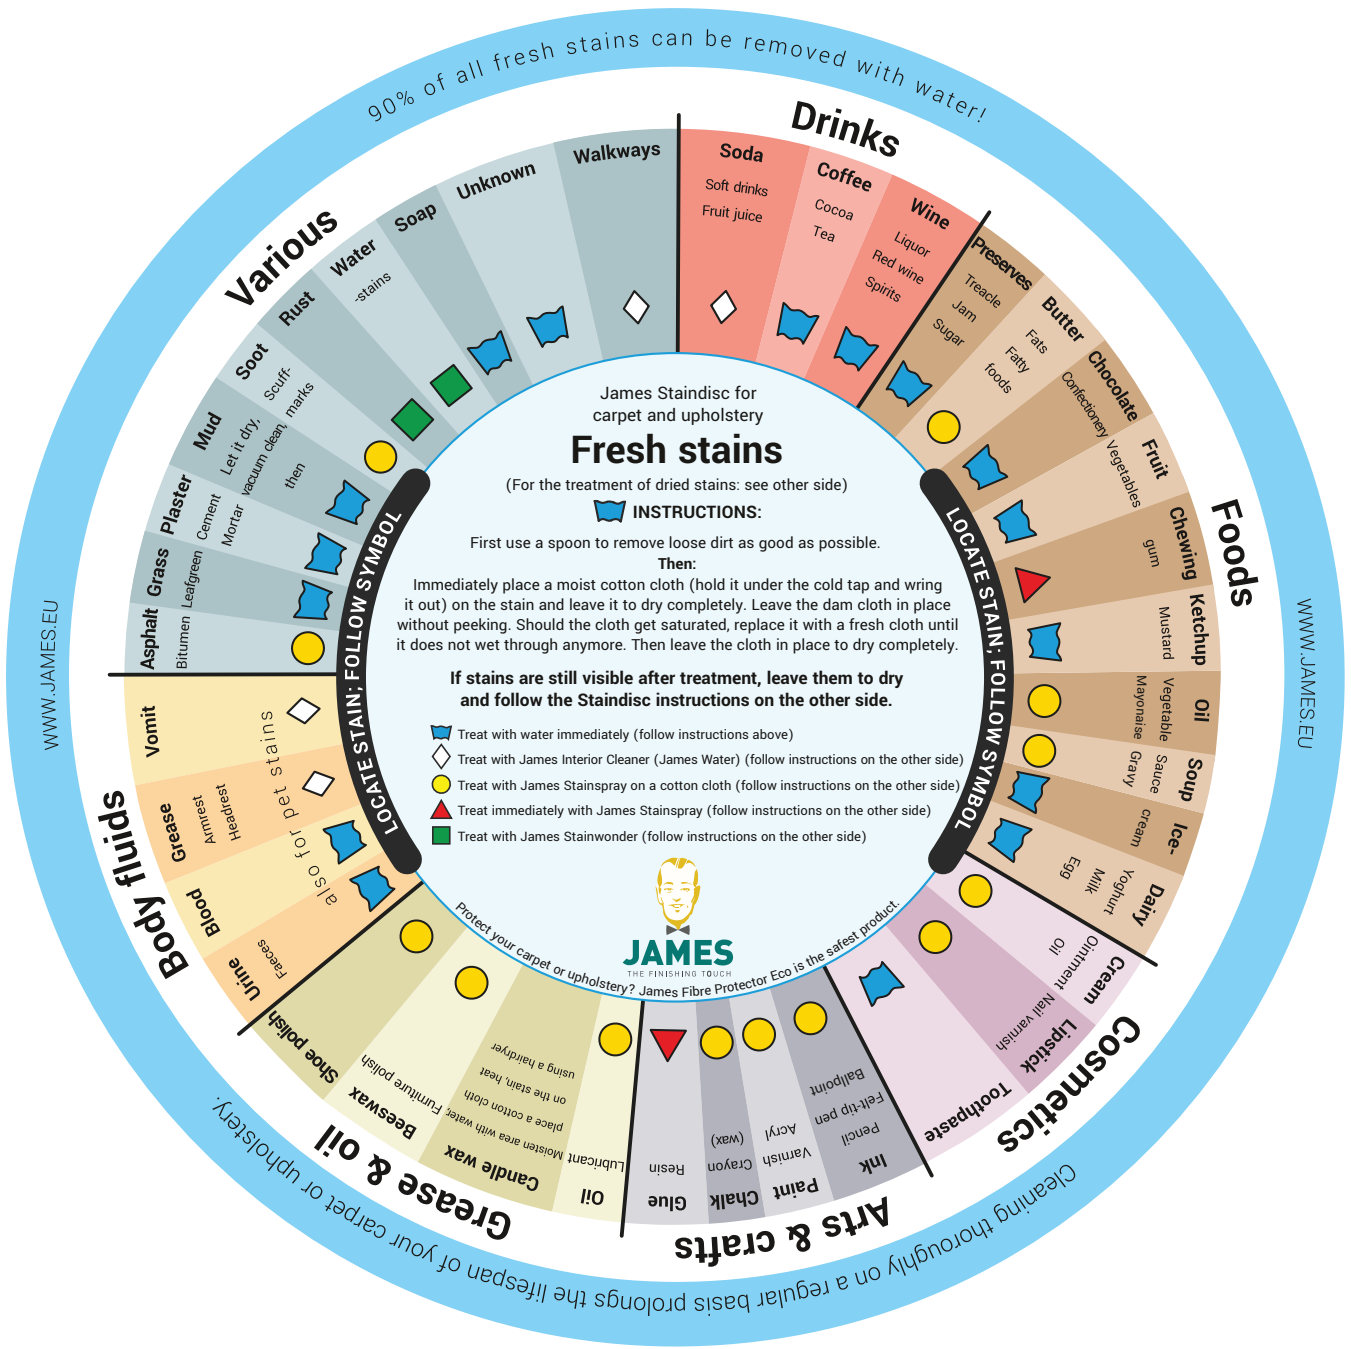 90% of all fresh stains can be removed with water!
WWW.JAMES.EU
Cleaning thoroughly on a regular basis prolongs the lifespan of your carpet or upholstery.
WWW.JAMES.EU
Drinks
Soda
Soft drinks
Fruit juice
Coffee
Cocoa
Tea
Wine
Liquor
Red wine
Spirits
Foods
Preserves
Treacle
Jam
Sugar
Butter
Fats
Fatty
foods
Chocolate
Confectionery
Fruit
Vegetables
Chewing
gum
Ketchup
Mustard
Oil
Vegetable
Mayonaise
Soup
Sauce
Gravy
Ice-
cream
Dairy
Yoghurt
Milk
Egg
Cosmetics
Cream
Ointment
Oil
Lipstick
Nail varnish
Toothpaste
Arts & crafts
Ink
Pencil
Felt-tip pen
Ballpoint
Paint
Varnish
Acryl
Chalk
Crayon
(wax)
Glue
Resin
Grease & oil
Oil
Lubricant
Candle wax
Moisten area with water,
place a cotton cloth
on the stain, heat
using a hairdryer
Beeswax
Furniture polish
Shoe polish
Body fluids
Urine
Faeces
Blood
Grease
Armrest
Headrest
Vomit
also for pet stains
Various
Asphalt
Bitumen
Grass
Leafgreen
Plaster
Cement
Mortar
Mud
Let it dry,
vacuum clean,
then
Soot
Scuff-
marks
Rust
Water
-stains
Soap
Unknown
Walkways
LOCATE STAIN; FOLLOW SYMBOL
LOCATE STAIN; FOLLOW SYMBOL
James Staindisc for
carpet and upholstery
Fresh stains
(For the treatment of dried stains: see other side)
INSTRUCTIONS:
First use a spoon to remove loose dirt as good as possible.
Then:
Immediately place a moist cotton cloth (hold it under the cold tap and wring
it out) on the stain and leave it to dry completely. Leave the dam cloth in place
without peeking. Should the cloth get saturated, replace it with a fresh cloth until
it does not wet through anymore. Then leave the cloth in place to dry completely.
If stains are still visible after treatment, leave them to dry
and follow the Staindisc instructions on the other side.
Treat with water immediately (follow instructions above)
Treat with James Interior Cleaner (James Water) (follow instructions on the other side)
Treat with James Stainspray on a cotton cloth (follow instructions on the other side)
Treat immediately with James Stainspray (follow instructions on the other side)
Treat with James Stainwonder (follow instructions on the other side)
JAMES
THE FINISHING TOUCH
Protect your carpet or upholstery? James Fibre Protector Eco is the safest product.